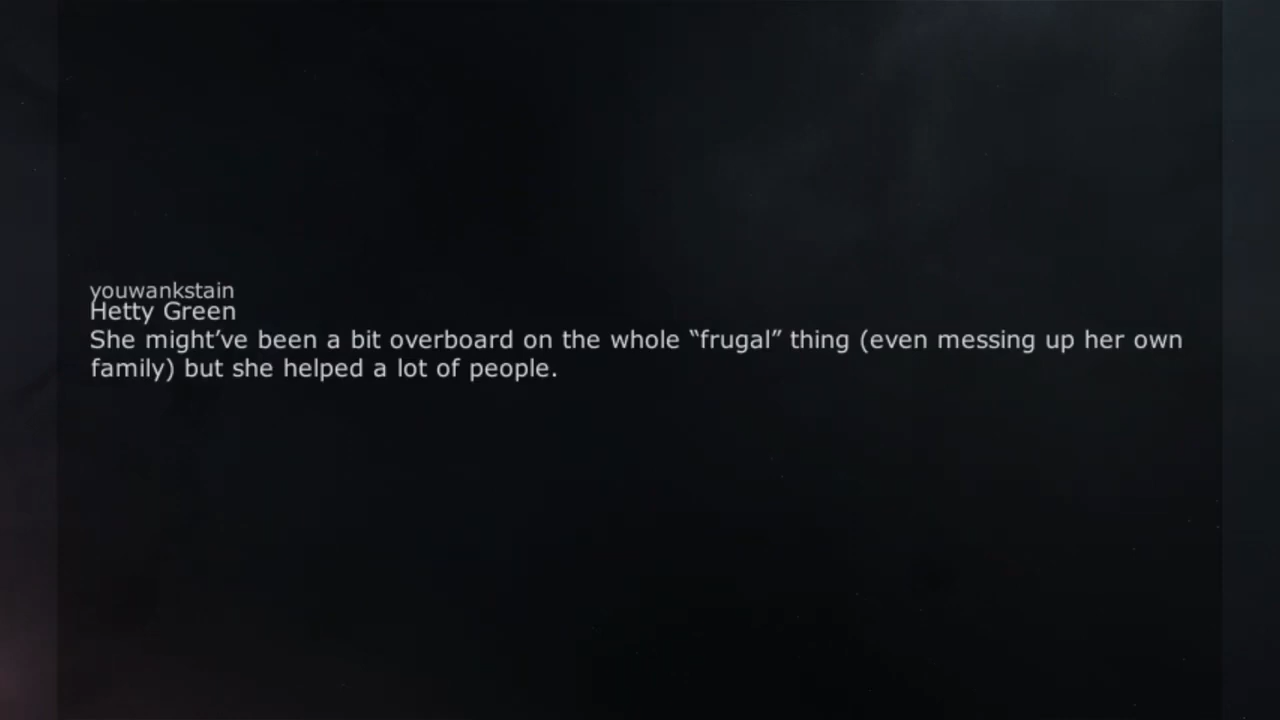 youwankstain
Hetty Green
She might’ve been a bit overboard on the whole “frugal” thing (even messing up her own
family) but she helped a lot of people.